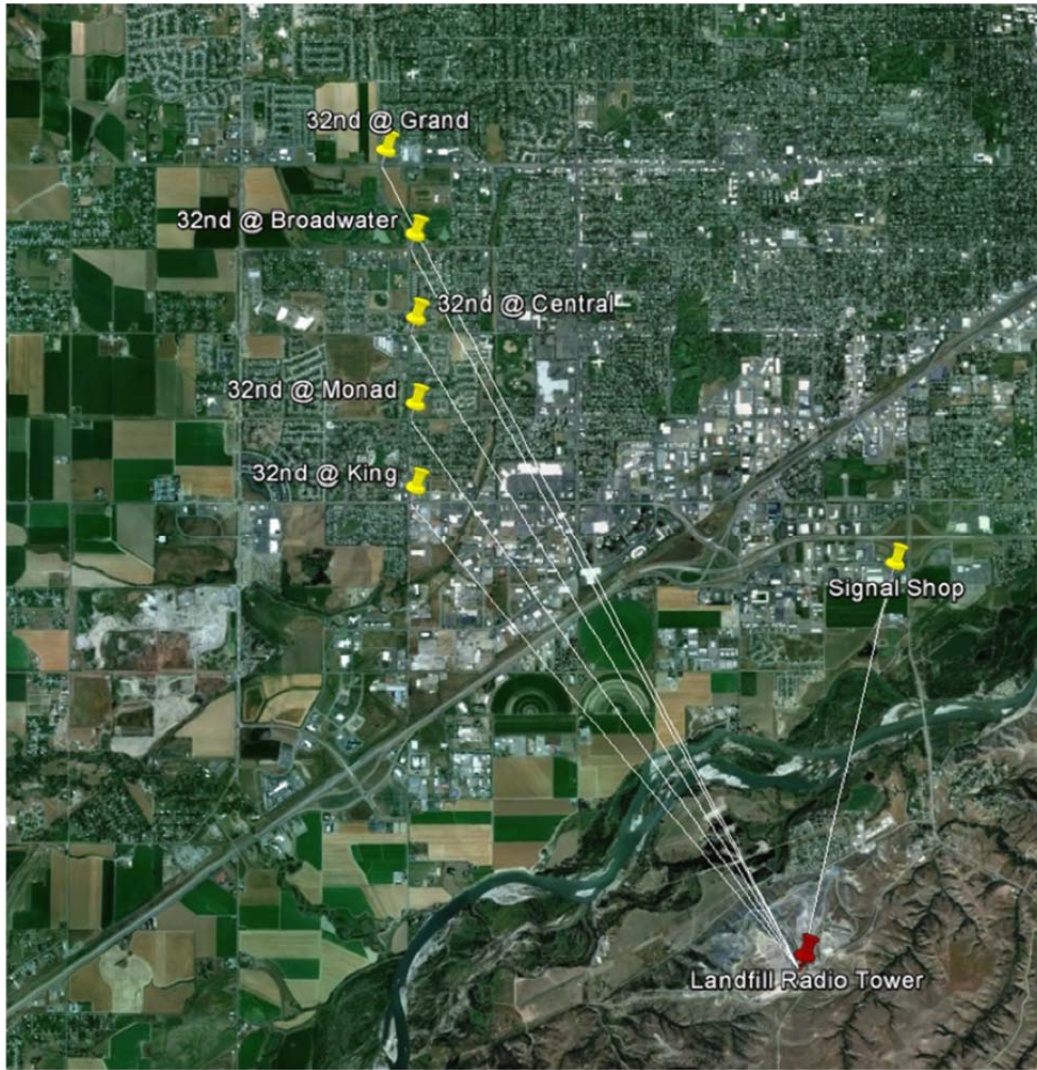 32nd @ Grand
32nd @ Broadwater
32nd @ Central
32nd @ Monad
32nd @ King
Signal Shop
Landfill Radio Tower